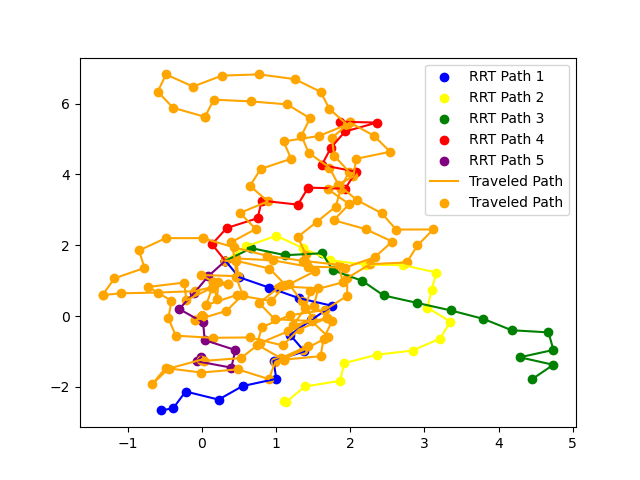 RRT Path 1
RRT Path 2
RRT Path 3
RRT Path 4
RRT Path 5
Traveled Path
Traveled Path
6
4
2
0
−2
−1 0 1 2 3 4 5